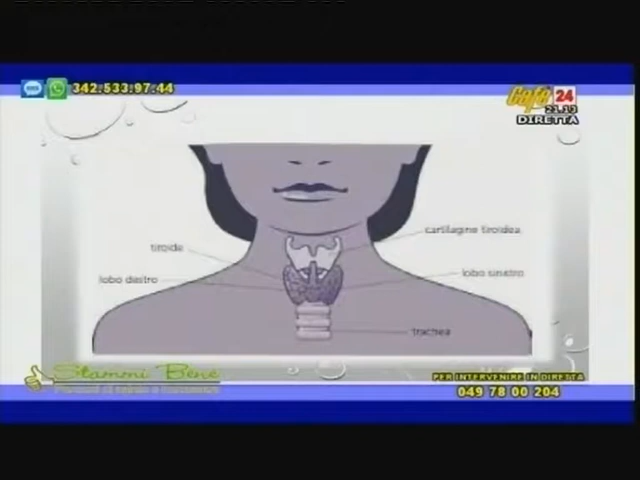 342.533.97.44
Cafè 24
21.13
DIRETTA
cartilagine tiroidea
tiroide
lobo destro
lobo sinistro
trachea
Stammi Bene
PER INTERVENIRE IN DIRETTA
049 78 00 204